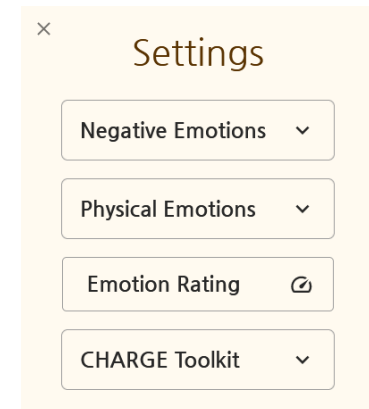 Settings
Negative Emotions
Physical Emotions
Emotion Rating
CHARGE Toolkit